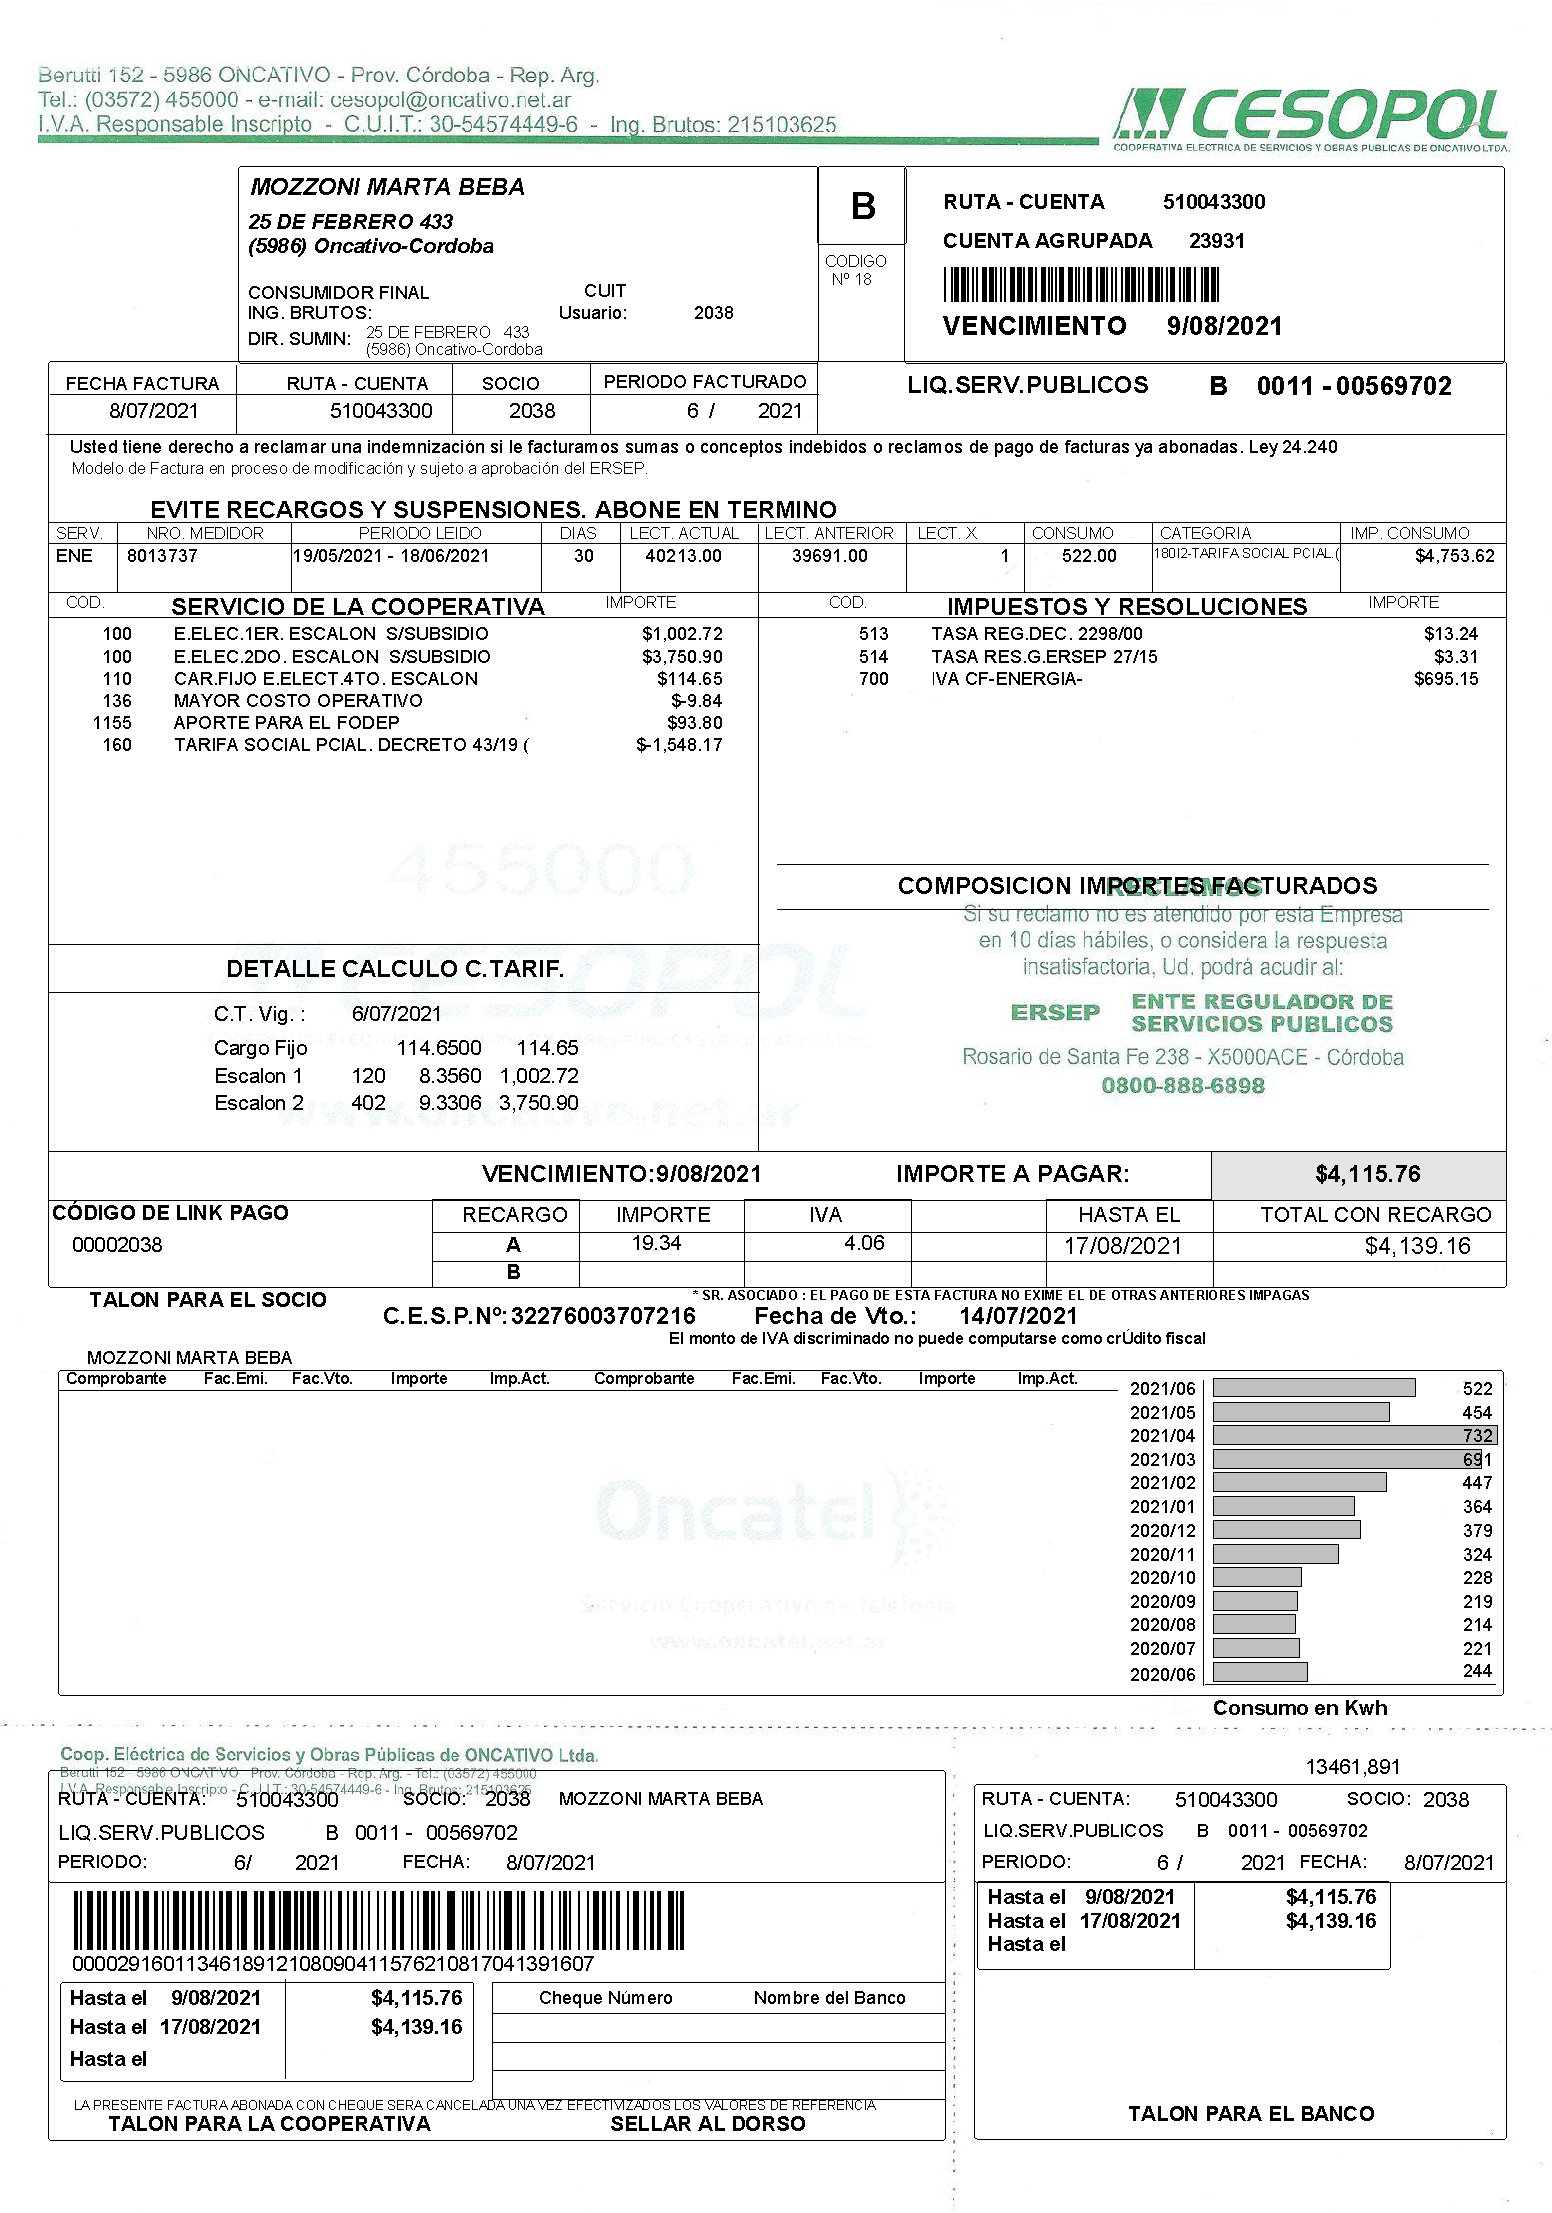 Berutti 152 - 5986 ONCATIVO - Prov. Córdoba - Rep. Arg.
Tel.: (03572) 455000 - e-mail: cesopol@oncativo.net.ar
I.V.A. Responsable Inscripto - C.U.I.T.: 30-54574449-6 - Ing. Brutos: 215103625
CESOPOL
COOPERATIVA ELECTRICA DE SERVICIOS Y OBRAS PUBLICAS DE ONCATIVO LTDA.
MOZZONI MARTA BEBA
25 DE FEBRERO 433
(5986) Oncativo-Cordoba
CONSUMIDOR FINAL CUIT
ING. BRUTOS: Usuario: 2038
DIR. SUMIN: 25 DE FEBRERO 433
(5986) Oncativo-Cordoba
B
CODIGO
Nº 18
RUTA - CUENTA 510043300
CUENTA AGRUPADA 23931
VENCIMIENTO 9/08/2021
FECHA FACTURA RUTA - CUENTA SOCIO PERIODO FACTURADO
8/07/2021 510043300 2038 6 / 2021
LIQ.SERV.PUBLICOS B 0011 - 00569702
Usted tiene derecho a reclamar una indemnización si le facturamos sumas o conceptos indebidos o reclamos de pago de facturas ya abonadas. Ley 24.240
Modelo de Factura en proceso de modificación y sujeto a aprobación del ERSEP.
EVITE RECARGOS Y SUSPENSIONES. ABONE EN TERMINO
SERV. NRO. MEDIDOR PERIODO LEIDO DIAS LECT. ACTUAL LECT. ANTERIOR LECT. X CONSUMO CATEGORIA IMP. CONSUMO
ENE 8013737 19/05/2021 - 18/06/2021 30 40213.00 39691.00 1 522.00 18012-TARIFA SOCIAL PCIAL.( $4,753.62
COD. SERVICIO DE LA COOPERATIVA IMPORTE
100 E.ELEC.1ER. ESCALON S/SUBSIDIO $1,002.72
100 E.ELEC.2DO. ESCALON S/SUBSIDIO $3,750.90
110 CAR.FIJO E.ELECT.4TO. ESCALON $114.65
136 MAYOR COSTO OPERATIVO $-9.84
1155 APORTE PARA EL FODEP $93.80
160 TARIFA SOCIAL PCIAL. DECRETO 43/19 ( $-1,548.17
COD. IMPUESTOS Y RESOLUCIONES IMPORTE
513 TASA REG.DEC. 2298/00 $13.24
514 TASA RES.G.ERSEP 27/15 $3.31
700 IVA CF-ENERGIA- $695.15
455000
CESOPOL
www.oncativo.net.ar
COMPOSICION IMPORTES FACTURADOS
RECLAMOS
Si su reclamo no es atendido por esta Empresa
en 10 días hábiles, o considera la respuesta
insatisfactoria, Ud. podrá acudir al:
ERSEP ENTE REGULADOR DE
SERVICIOS PUBLICOS
Rosario de Santa Fe 238 - X5000ACE - Córdoba
0800-888-6898
DETALLE CALCULO C.TARIF.
C.T. Vig. : 6/07/2021
Cargo Fijo 114.6500 114.65
Escalon 1 120 8.3560 1,002.72
Escalon 2 402 9.3306 3,750.90
VENCIMIENTO:9/08/2021 IMPORTE A PAGAR: $4,115.76
CÓDIGO DE LINK PAGO
00002038
RECARGO IMPORTE IVA HASTA EL TOTAL CON RECARGO
A 19.34 4.06 17/08/2021 $4,139.16
B
TALON PARA EL SOCIO
* SR. ASOCIADO : EL PAGO DE ESTA FACTURA NO EXIME EL DE OTRAS ANTERIORES IMPAGAS
C.E.S.P.Nº: 32276003707216 Fecha de Vto.: 14/07/2021
El monto de IVA discriminado no puede computarse como crÚdito fiscal
MOZZONI MARTA BEBA
Comprobante Fac.Emi. Fac.Vto. Importe Imp.Act. Comprobante Fac.Emi. Fac.Vto. Importe Imp.Act.
2021/06 522
2021/05 454
2021/04 732
2021/03 691
2021/02 447
2021/01 364
2020/12 379
2020/11 324
2020/10 228
2020/09 219
2020/08 214
2020/07 221
2020/06 244
Consumo en Kwh
Oncatel
Servicio Cooperativo de Telefonía
www.oncatel.net.ar
Coop. Eléctrica de Servicios y Obras Públicas de ONCATIVO Ltda.
Berutti 152 - 5986 ONCATIVO - Prov. Córdoba - Rep. Arg. - Tel.: (03572) 455000
I.V.A. Responsable Inscripto - C.U.I.T.: 30-54574449-6 - Ing. Brutos: 215103625
RUTA - CUENTA: 510043300 SOCIO: 2038 MOZZONI MARTA BEBA
LIQ.SERV.PUBLICOS B 0011 - 00569702
PERIODO: 6/ 2021 FECHA: 8/07/2021
00002916011346189121080904115762108170413916​07
Hasta el 9/08/2021 $4,115.76
Hasta el 17/08/2021 $4,139.16
Hasta el
Cheque Número Nombre del Banco
LA PRESENTE FACTURA ABONADA CON CHEQUE SERA CANCELADA UNA VEZ EFECTIVIZADOS LOS VALORES DE REFERENCIA
TALON PARA LA COOPERATIVA SELLAR AL DORSO
13461,891
RUTA - CUENTA: 510043300 SOCIO: 2038
LIQ.SERV.PUBLICOS B 0011 - 00569702
PERIODO: 6 / 2021 FECHA: 8/07/2021
Hasta el 9/08/2021 $4,115.76
Hasta el 17/08/2021 $4,139.16
Hasta el
TALON PARA EL BANCO